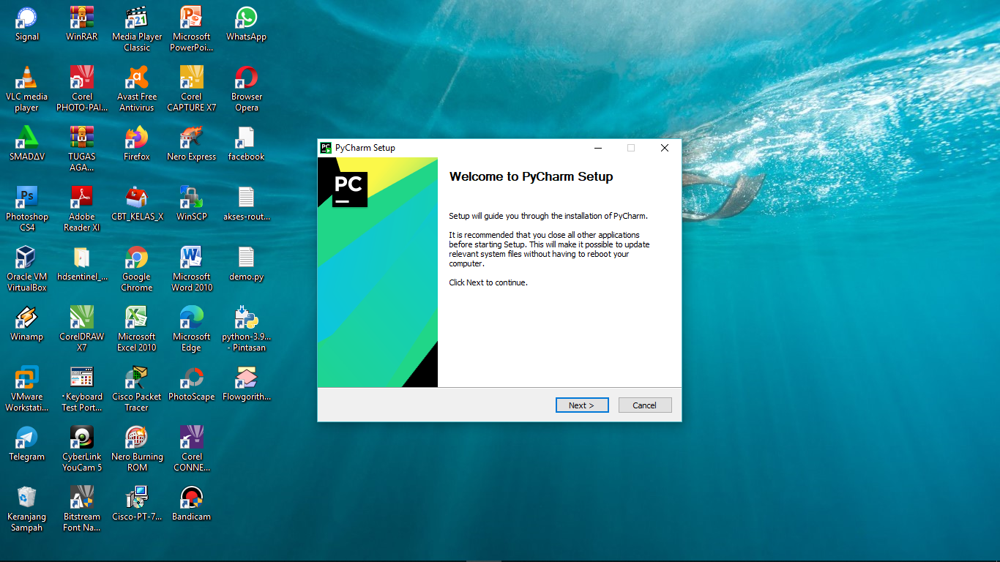 Signal
WinRAR
Media Player
Classic
Microsoft
PowerPoi...
WhatsApp
VLC media
player
Corel
PHOTO-PAI...
Avast Free
Antivirus
Corel
CAPTURE X7
Browser
Opera
SMADΔV
TUGAS
AGA...
Firefox
Nero Express
facebook
Photoshop
CS4
Adobe
Reader XI
CBT_KELAS_X
WinSCP
akses-rout...
Oracle VM
VirtualBox
hdsentinel_...
Google
Chrome
Microsoft
Word 2010
demo.py
Winamp
CorelDRAW
X7
Microsoft
Excel 2010
Microsoft
Edge
python-3.9...
- Pintasan
VMware
Workstati...
·Keyboard
Test Port...
Cisco Packet
Tracer
PhotoScape
Flowgorith...
Telegram
CyberLink
YouCam 5
Nero Burning
ROM
Corel
CONNE...
Keranjang
Sampah
Bitstream
Font Na...
Cisco-PT-7...
Bandicam
PyCharm Setup
PC
Welcome to PyCharm Setup
Setup will guide you through the installation of PyCharm.
It is recommended that you close all other applications
before starting Setup. This will make it possible to update
relevant system files without having to reboot your
computer.
Click Next to continue.
Next >
Cancel